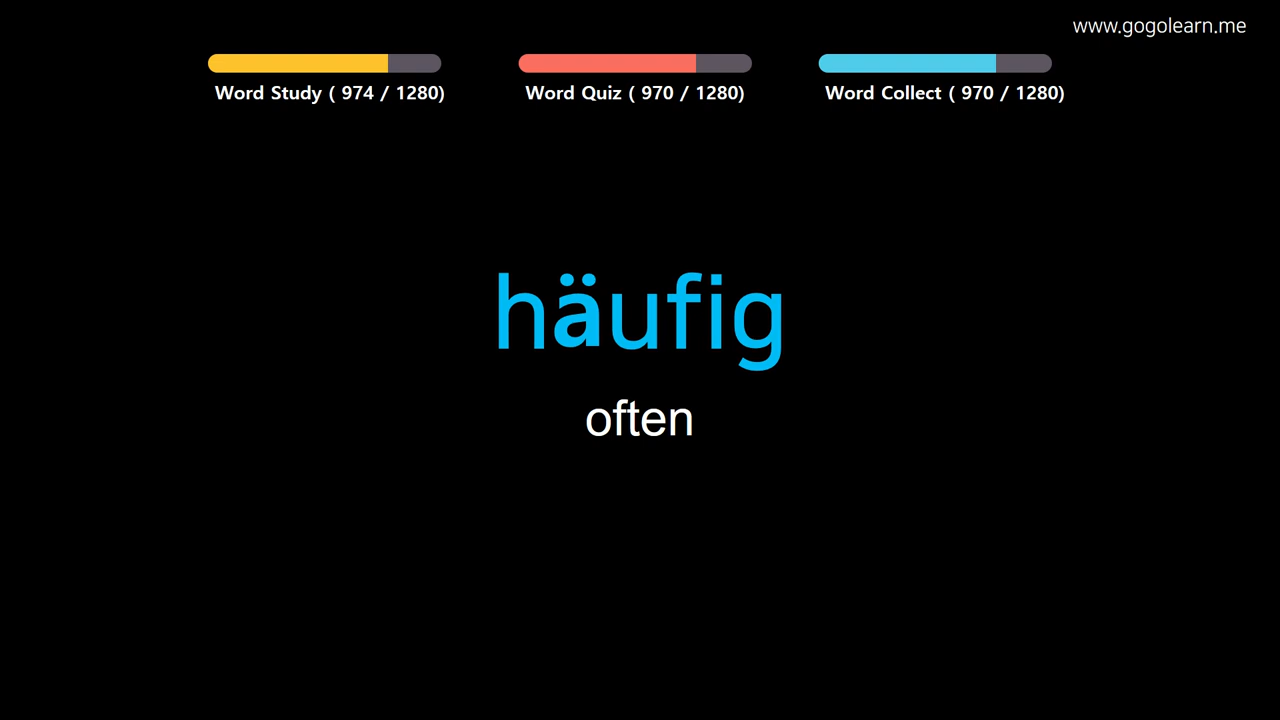 www.gogolearn.me
Word Study ( 974 / 1280)
Word Quiz ( 970 / 1280)
Word Collect ( 970 / 1280)
häufig
often